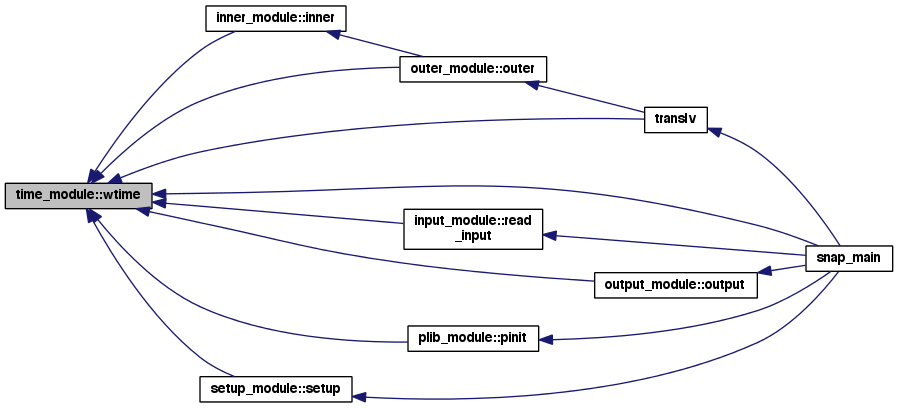 inner_module::inner
outer_module::outer
translv
time_module::wtime
input_module::read
_input
snap_main
output_module::output
plib_module::pinit
setup_module::setup